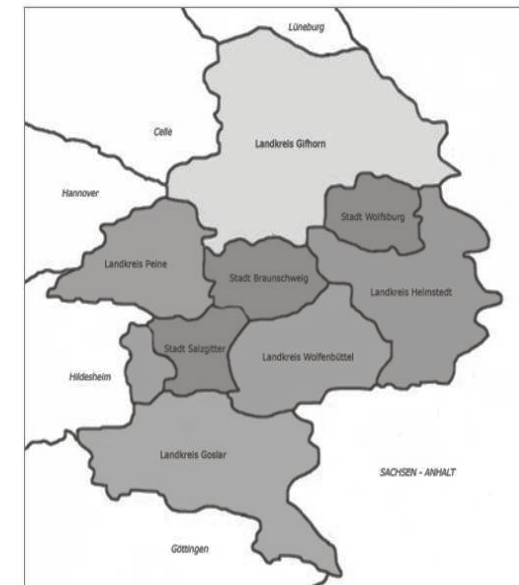 Lüneburg
Celle
Landkreis Gifhorn
Hannover
Stadt Wolfsburg
Landkreis Peine
Stadt Braunschweig
Landkreis Helmstedt
Stadt Salzgitter
Landkreis Wolfenbüttel
Hildesheim
Landkreis Goslar
SACHSEN - ANHALT
Göttingen